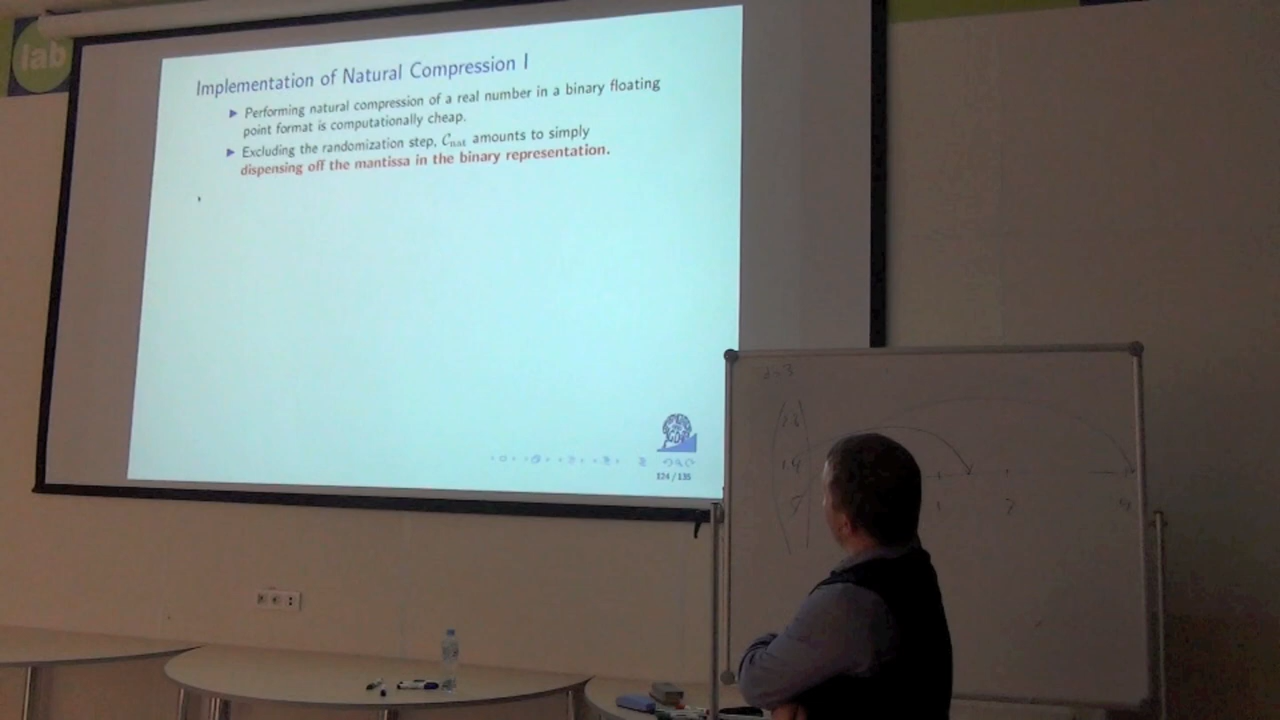 lab
Implementation of Natural Compression I
▶ Performing natural compression of a real number in a binary floating
point format is computationally cheap.
▶ Excluding the randomization step, C_nat amounts to simply
dispensing off the mantissa in the binary representation.
124 / 135